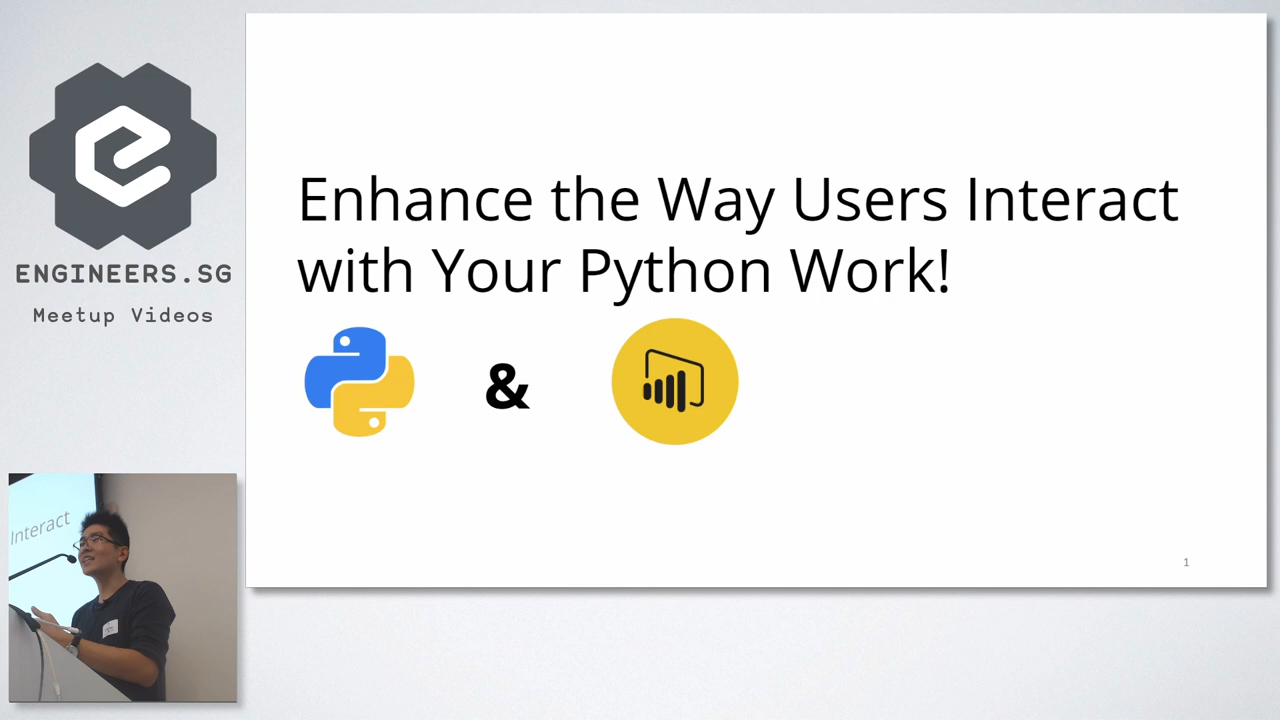 ENGINEERS.SG
Meetup Videos
Enhance the Way Users Interact
with Your Python Work!
&
1
Interact